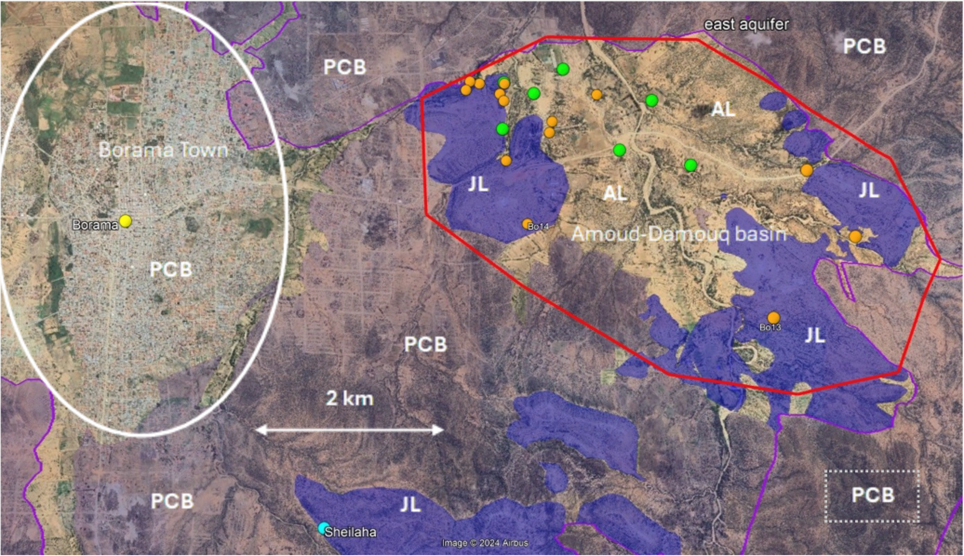 east aquifer
PCB
PCB
AL
Borama Town
JL
AL
JL
Borama
Bo14
Amoud-Damouq basin
PCB
Bo13
JL
PCB
2 km
PCB
JL
PCB
Sheilaha
Image © 2024 Airbus